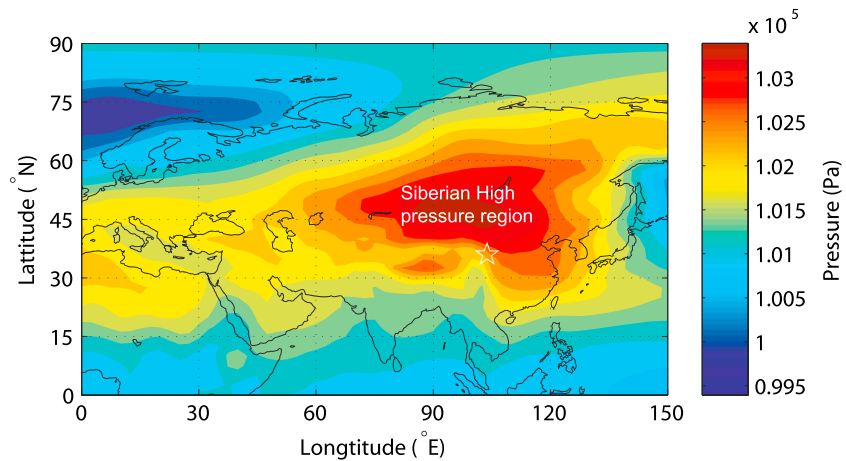 x 10 5
90
75
60
45
30
15
0
0 30 60 90 120 150
Lattitude (°N)
Longtitude (°E)
Siberian High
pressure region
1.03
1.025
1.02
1.015
1.01
1.005
1
0.995
Pressure (Pa)